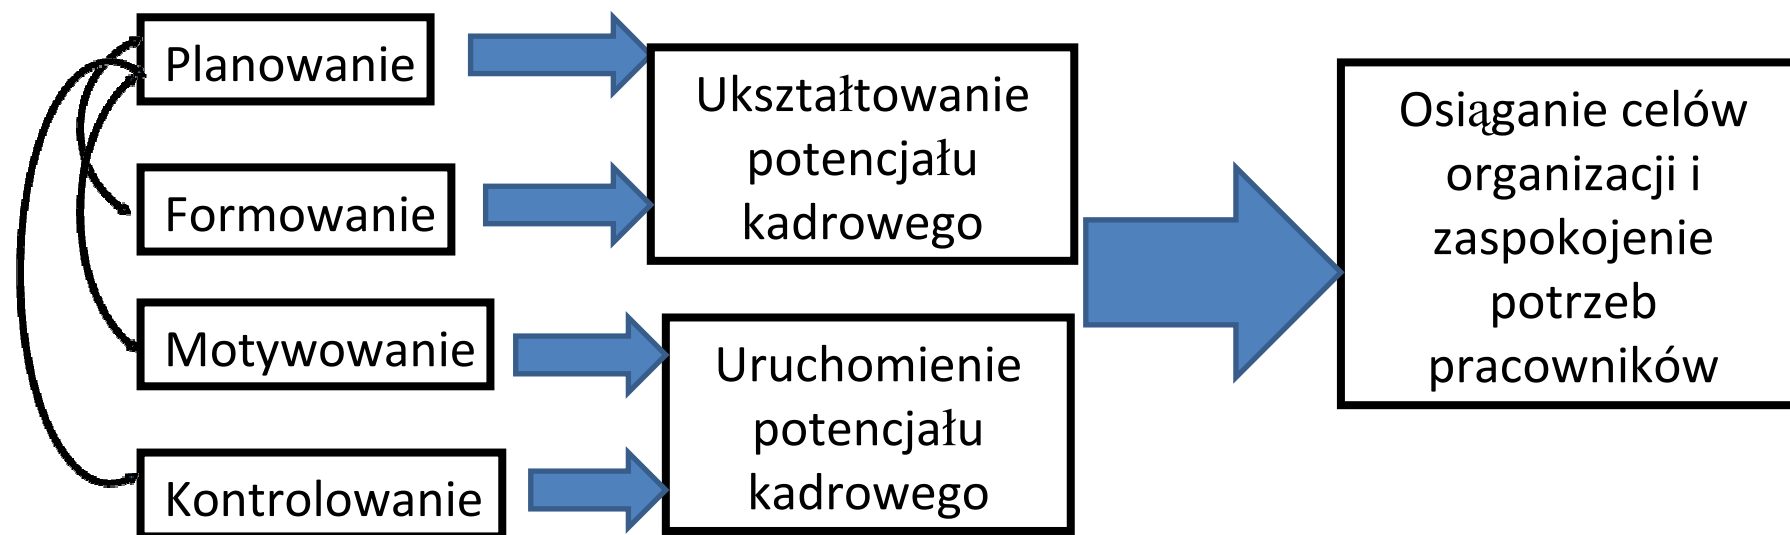 Planowanie
Formowanie
Motywowanie
Kontrolowanie
Ukształtowanie
potencjału
kadrowego
Uruchomienie
potencjału
kadrowego
Osiąganie celów
organizacji i
zaspokojenie
potrzeb
pracowników